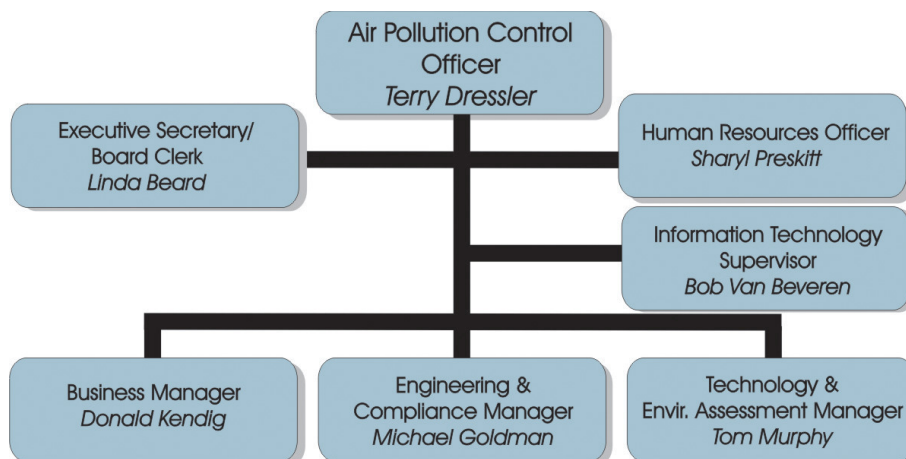 Air Pollution Control
Officer
Terry Dressler
Executive Secretary/
Board Clerk
Linda Beard
Human Resources Officer
Sharyl Preskitt
Information Technology
Supervisor
Bob Van Beveren
Business Manager
Donald Kendig
Engineering &
Compliance Manager
Michael Goldman
Technology &
Envir. Assessment Manager
Tom Murphy